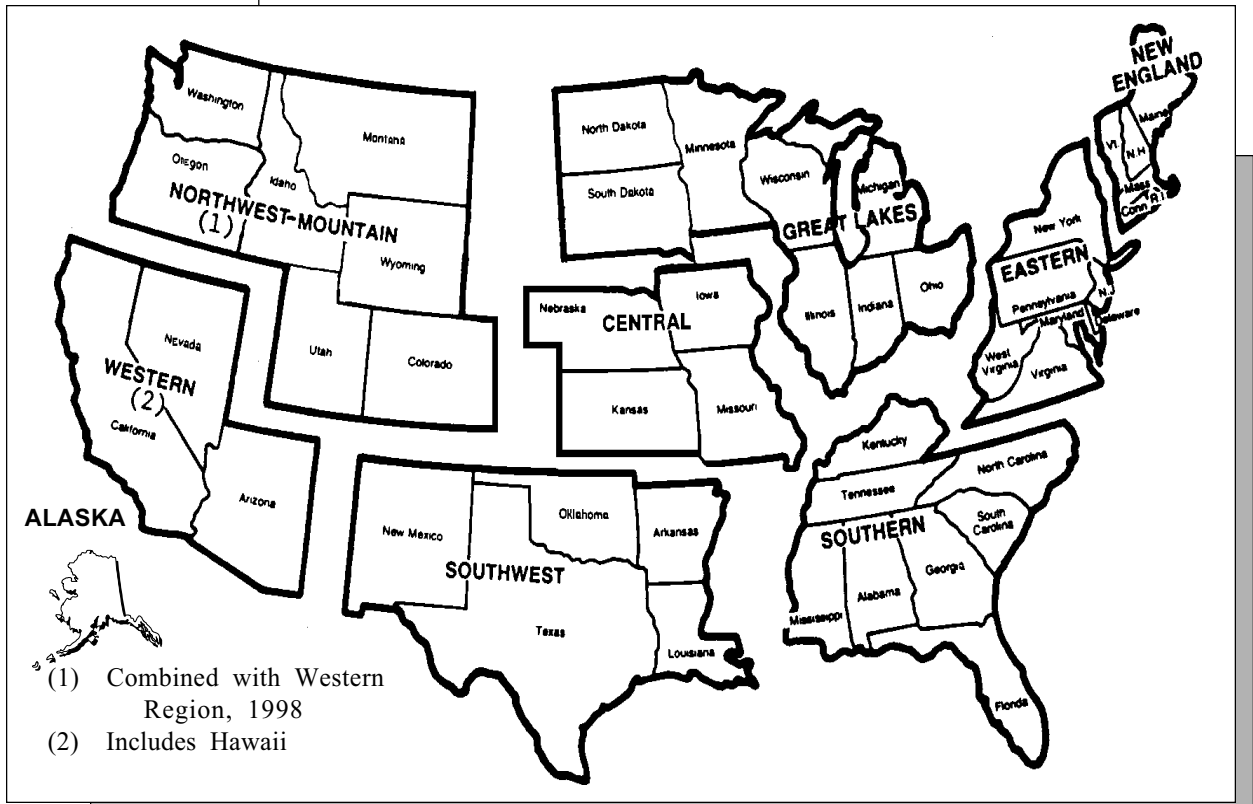 NEW
ENGLAND
Maine
Vt.
N.H
Mass
Conn
R.I
Washington
Montana
Oregon
Idaho
NORTHWEST-MOUNTAIN
(1)
Wyoming
Utah
Colorado
North Dakota
Minnesota
South Dakota
Wisconsin
Michigan
GREAT LAKES
Illinois
Indiana
Ohio
New York
EASTERN
Pennsylvania
N.J
Maryland
Delaware
West
Virginia
Virginia
Nebraska
Iowa
CENTRAL
Kansas
Missouri
Nevada
WESTERN
(2)
California
Arizona
New Mexico
Oklahoma
Arkansas
SOUTHWEST
Texas
Louisiana
Kentucky
Tennessee
North Carolina
South
Carolina
SOUTHERN
Georgia
Alabama
Mississippi
Florida
ALASKA
(1) Combined with Western
Region, 1998
(2) Includes Hawaii